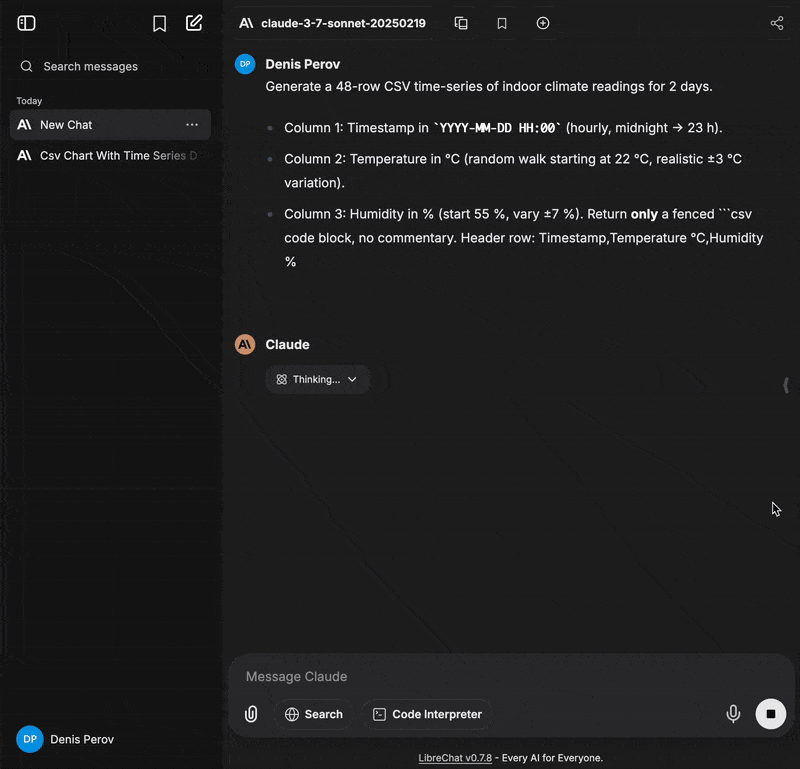 claude-3-7-sonnet-20250219
Search messages
Today
New Chat
Csv Chart With Time Series D
DP
Denis Perov
Generate a 48-row CSV time-series of indoor climate readings for 2 days.
Column 1: Timestamp in `YYYY-MM-DD HH:00` (hourly, midnight → 23 h).
Column 2: Temperature in °C (random walk starting at 22 °C, realistic ±3 °C
variation).
Column 3: Humidity in % (start 55 %, vary ±7 %). Return only a fenced ```csv
code block, no commentary. Header row: Timestamp,Temperature °C,Humidity
%
Claude
Thinking...
Message Claude
Search
Code Interpreter
DP
Denis Perov
LibreChat v0.7.8 - Every AI for Everyone.